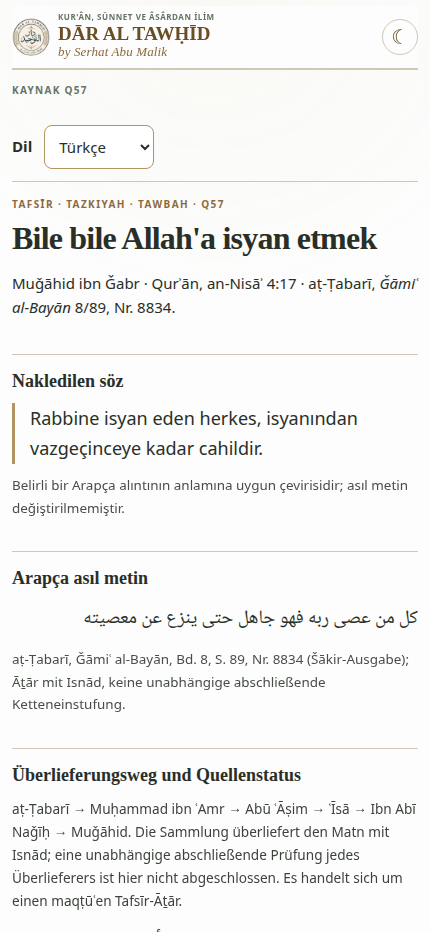 KUR'ÂN, SÜNNET VE ÂSÂRDAN İLİM
DĀR AL TAWḤĪD
by Serhat Abu Malik
KAYNAK Q57
Dil Türkçe
TAFSĪR · TAZKIYAH · TAWBAH · Q57
Bile bile Allah'a isyan etmek
Muǧāhid ibn Ǧabr · Qurʾān, an-Nisāʾ 4:17 · aṭ-Ṭabarī, Ǧāmiʿ
al-Bayān 8/89, Nr. 8834.
Nakledilen söz
Rabbine isyan eden herkes, isyanından
vazgeçinceye kadar cahildir.
Belirli bir Arapça alıntının anlamına uygun çevirisidir; asıl metin
değiştirilmemiştir.
Arapça asıl metin
كل من عصى ربه فهو جاهل حتى ينزع عن معصيته
aṭ-Ṭabarī, Ǧāmiʿ al-Bayān, Bd. 8, S. 89, Nr. 8834 (Šākir-Ausgabe);
Āṯār mit Isnād, keine unabhängige abschließende
Ketteneinstufung.
Überlieferungsweg und Quellenstatus
aṭ-Ṭabarī → Muḥammad ibn ʿAmr → Abū ʿĀṣim → ʿĪsā → Ibn Abī
Naǧīḥ → Muǧāhid. Die Sammlung überliefert den Matn mit
Isnād; eine unabhängige abschließende Prüfung jedes
Überlieferers ist hier nicht abgeschlossen. Es handelt sich um
einen maqṭūʿen Tafsīr-Āṯār.